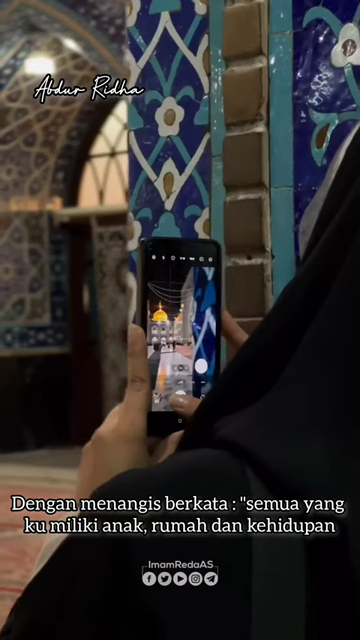 Abdur Ridha
Dengan menangis berkata : "semua yang
ku miliki anak, rumah dan kehidupan
ImamRedaAS